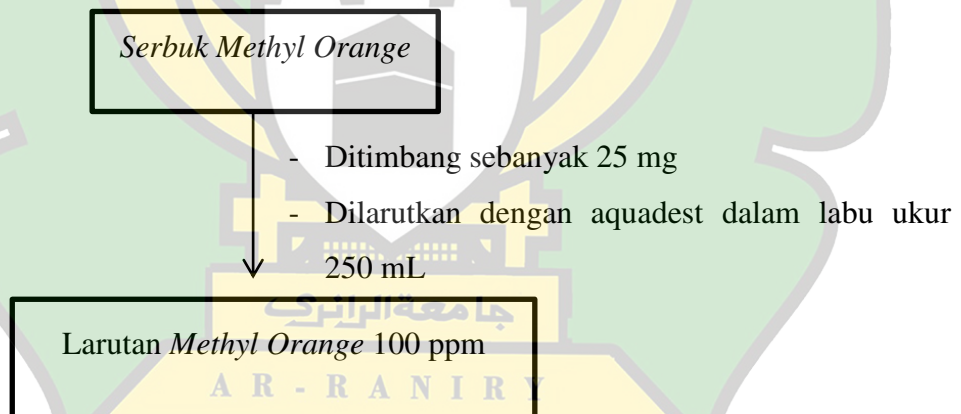 Serbuk Methyl Orange
- Ditimbang sebanyak 25 mg
- Dilarutkan dengan aquadest dalam labu ukur
250 mL
جامعةالرانري
Larutan Methyl Orange 100 ppm
AR - RANIRY